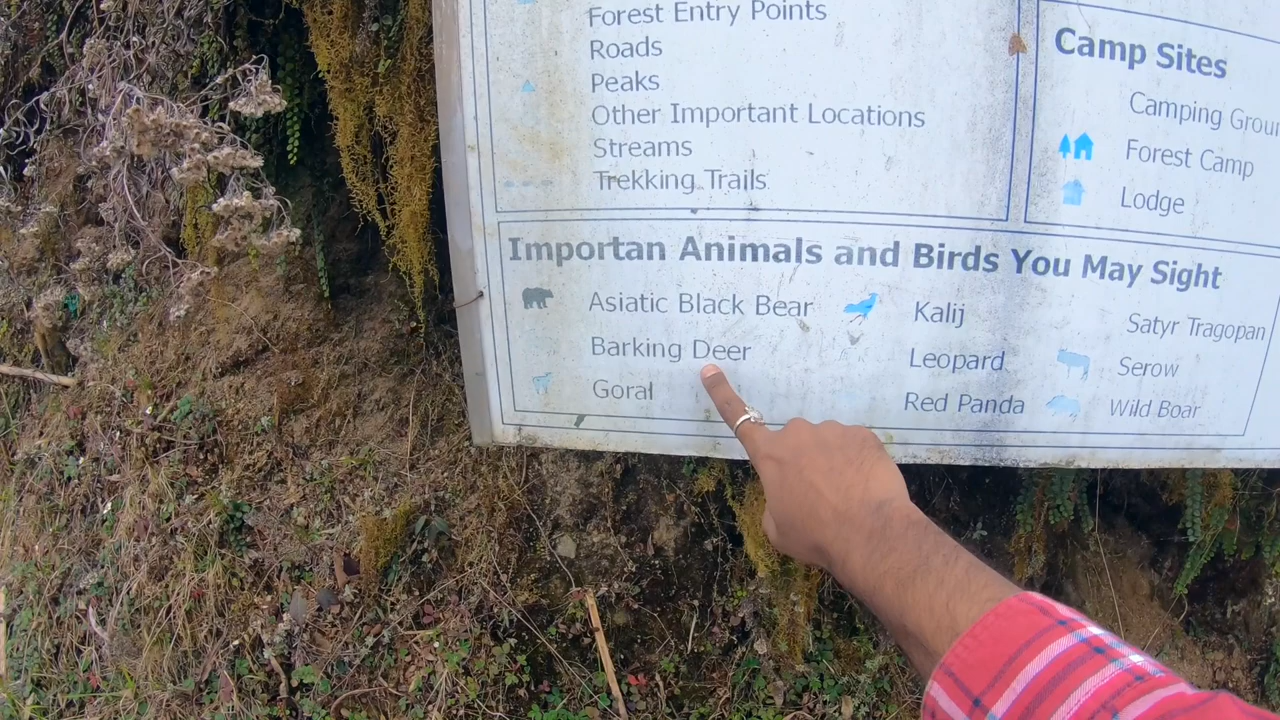 Forest Entry Points
Roads
Peaks
Other Important Locations
Streams
Trekking Trails
Camp Sites
Camping Groun
Forest Camp
Lodge
Importan Animals and Birds You May Sight
Asiatic Black Bear
Barking Deer
Goral
Kalij
Leopard
Red Panda
Satyr Tragopan
Serow
Wild Boar